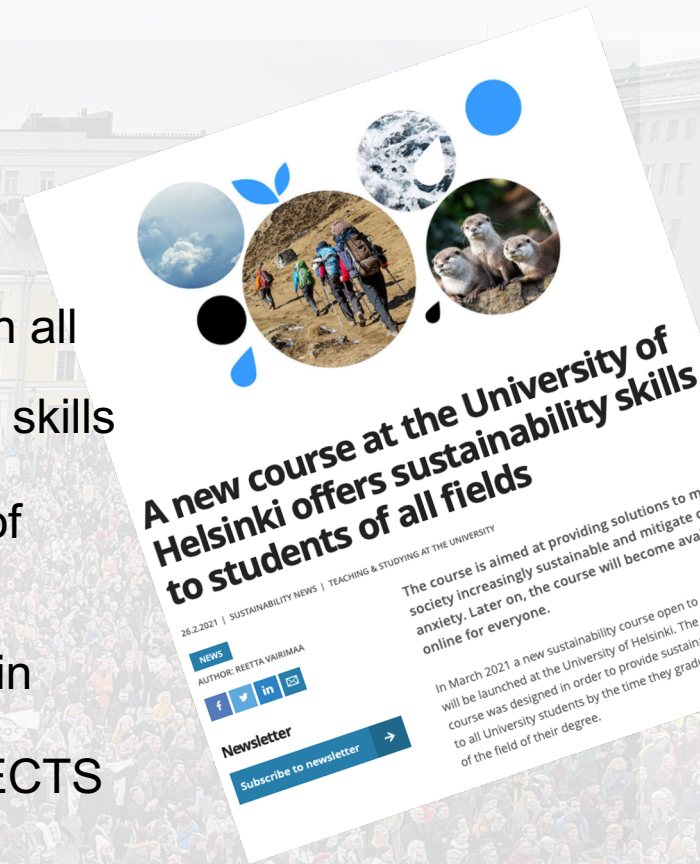 n all
skills
of
in
ECTS
A new course at the University of
Helsinki offers sustainability skills
to students of all fields
26.2.2021 | SUSTAINABILITY NEWS | TEACHING & STUDYING AT THE UNIVERSITY
NEWS
AUTHOR: REETTA VAIRIMAA
Newsletter
Subscribe to newsletter
The course is aimed at providing solutions to m
society increasingly sustainable and mitigate
anxiety. Later on, the course will become ava
online for everyone.
In March 2021 a new sustainability course open to
will be launched at the University of Helsinki. The
course was designed in order to provide sustain
to all University students by the time they grad
of the field of their degree.